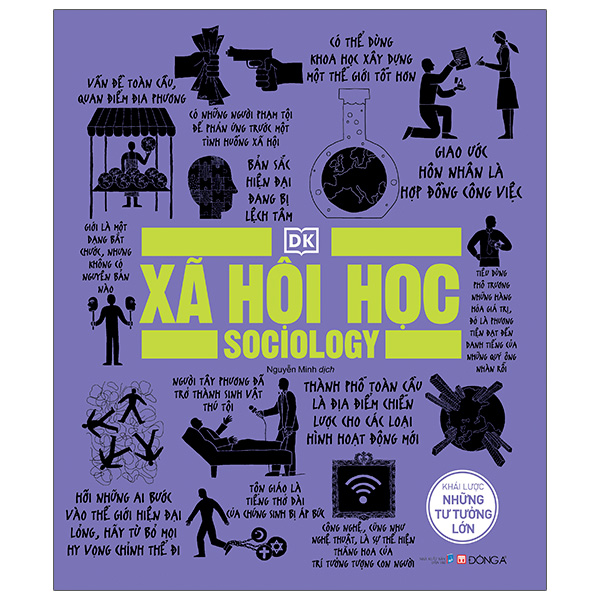 VẤN ĐỀ TOÀN CẦU,
QUAN ĐIỂM ĐỊA PHƯƠNG
CÓ THỂ DÙNG
KHOA HỌC XÂY DỰNG
MỘT THẾ GIỚI TỐT HƠN
CÓ NHỮNG NGƯỜI PHẠM TỘI
ĐỂ PHẢN ỨNG TRƯỚC MỘT
TÌNH HUỐNG XÃ HỘI
BẢN SẮC
HIỆN ĐẠI
ĐANG BỊ
LỆCH TÂM
GIAO ƯỚC
HÔN NHÂN LÀ
HỢP ĐỒNG CÔNG VIỆC
GIỚI LÀ MỘT
DẠNG BẮT
CHƯỚC, NHƯNG
KHÔNG CÓ
NGUYÊN BẢN
NÀO
DK
XÃ HỘI HỌC
SOCIOLOGY
Nguyễn Minh dịch
TIÊU DÙNG
PHÔ TRƯƠNG
NHỮNG HÀNG
HÓA GIÁ TRỊ,
ĐÓ LÀ PHƯƠNG
TIỆN ĐẠT ĐẾN
DANH TIẾNG CỦA
NHỮNG QUÝ ÔNG
NHÀN RỖI
NGƯỜI TÂY PHƯƠNG ĐÃ
TRỞ THÀNH SINH VẬT
THÚ TỘI
THÀNH PHỐ TOÀN CẦU
LÀ ĐỊA ĐIỂM CHIẾN
LƯỢC CHO CÁC LOẠI
HÌNH HOẠT ĐỘNG MỚI
HỠI NHỮNG AI BƯỚC
VÀO THẾ GIỚI HIỆN ĐẠI
LỎNG, HÃY TỪ BỎ MỌI
HY VỌNG CHỈNH THỂ ĐI
TÔN GIÁO LÀ
TIẾNG THỞ DÀI
CỦA CHÚNG SINH BỊ ÁP BỨC
CÔNG NGHỆ, CŨNG NHƯ
NGHỆ THUẬT, LÀ SỰ THỂ HIỆN
THĂNG HOA CỦA
TRÍ TƯỞNG TƯỢNG CON NGƯỜI
KHÁI LƯỢC
NHỮNG
TƯ TƯỞNG
LỚN
ĐÔNG A